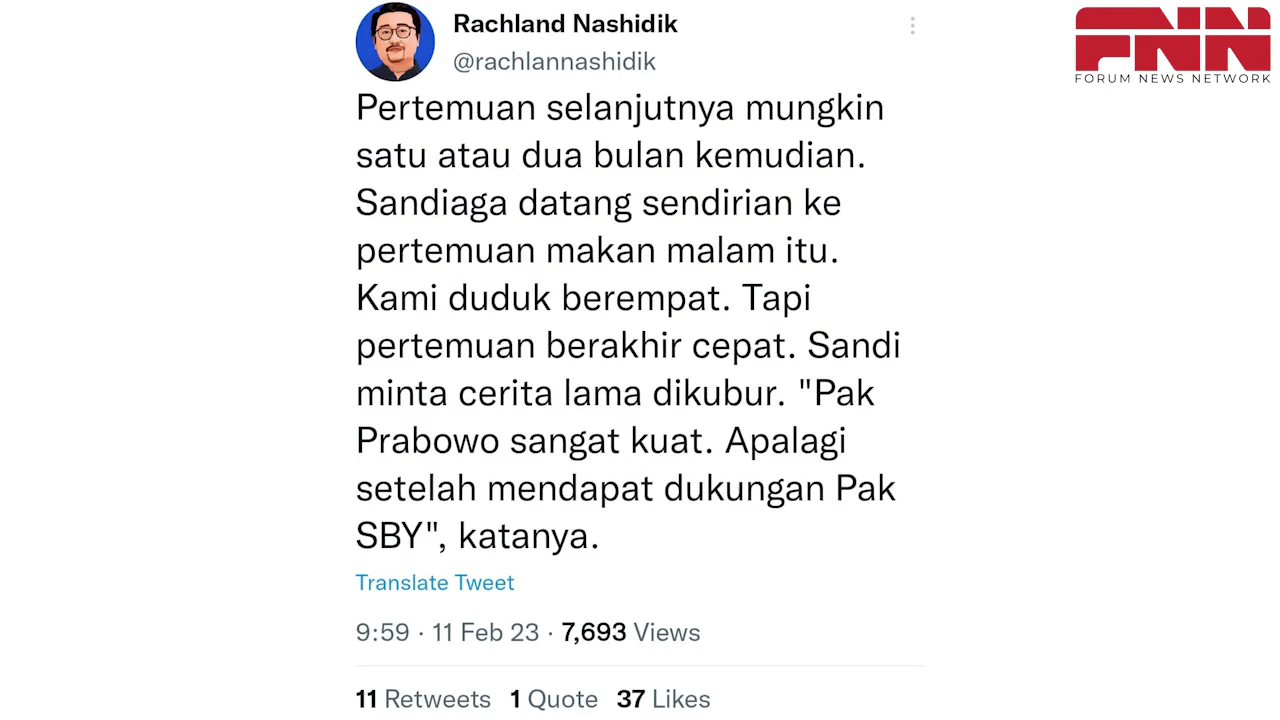 Rachland Nashidik
@rachlannashidik
FNN
FORUM NEWS NETWORK
Pertemuan selanjutnya mungkin
satu atau dua bulan kemudian.
Sandiaga datang sendirian ke
pertemuan makan malam itu.
Kami duduk berempat. Tapi
pertemuan berakhir cepat. Sandi
minta cerita lama dikubur. "Pak
Prabowo sangat kuat. Apalagi
setelah mendapat dukungan Pak
SBY", katanya.
Translate Tweet
9:59 · 11 Feb 23 · 7,693 Views
11 Retweets 1 Quote 37 Likes